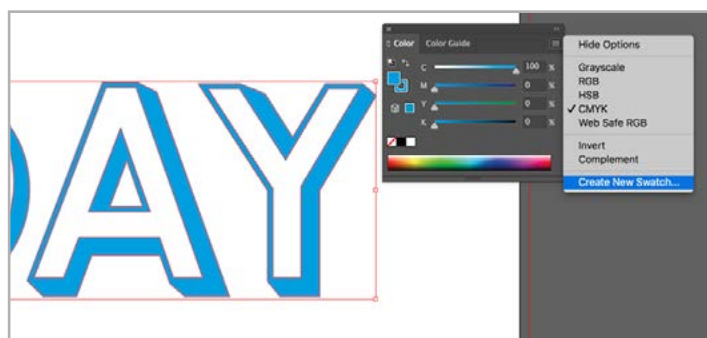 DAY
Color Color Guide
C 100 %
M 0 %
Y 0 %
K 0 %
Hide Options
Grayscale
RGB
HSB
✓ CMYK
Web Safe RGB
Invert
Complement
Create New Swatch...